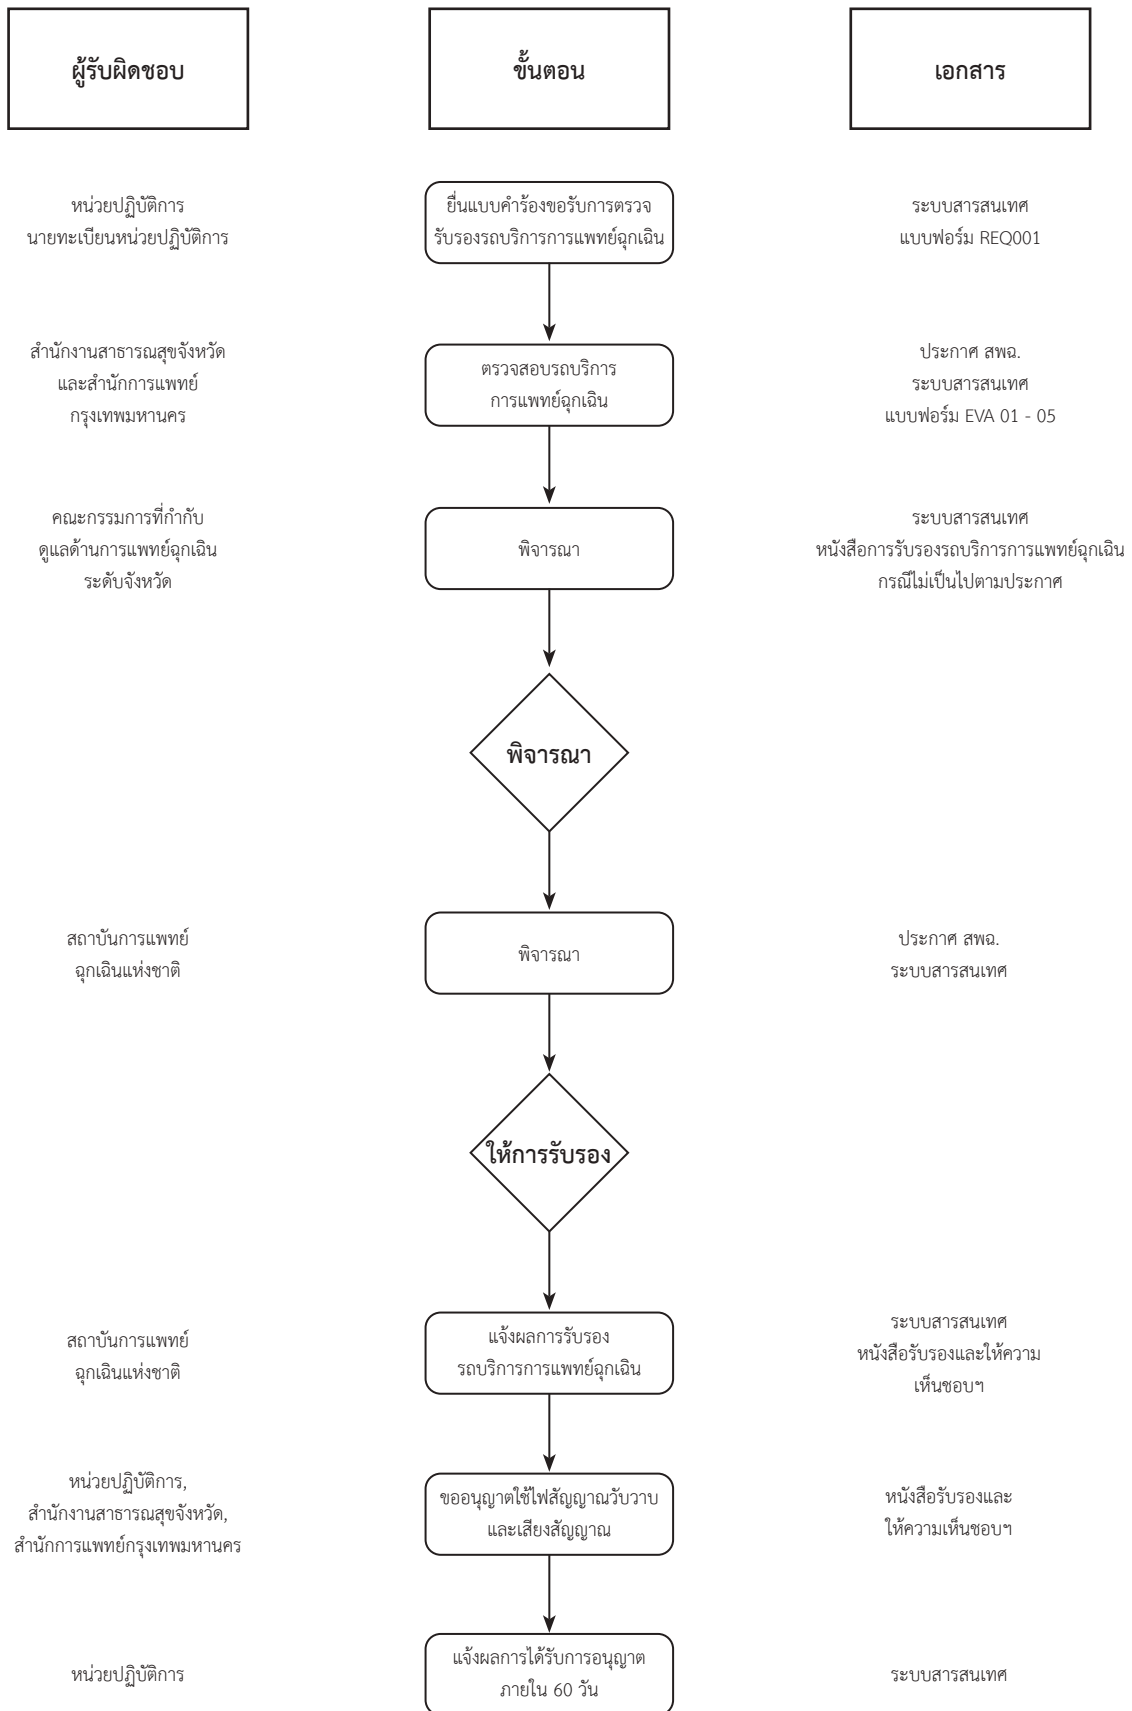 ผู้รับผิดชอบ
ขั้นตอน
เอกสาร
หน่วยปฏิบัติการ
นายทะเบียนหน่วยปฏิบัติการ
ยื่นแบบคำร้องขอรับการตรวจ
รับรองรถบริการการแพทย์ฉุกเฉิน
ระบบสารสนเทศ
แบบฟอร์ม REQ001
สำนักงานสาธารณสุขจังหวัด
และสำนักการแพทย์
กรุงเทพมหานคร
ตรวจสอบรถบริการ
การแพทย์ฉุกเฉิน
ประกาศ สพฉ.
ระบบสารสนเทศ
แบบฟอร์ม EVA 01 - 05
คณะกรรมการที่กำกับ
ดูแลด้านการแพทย์ฉุกเฉิน
ระดับจังหวัด
พิจารณา
ระบบสารสนเทศ
หนังสือการรับรองรถบริการการแพทย์ฉุกเฉิน
กรณีไม่เป็นไปตามประกาศ
พิจารณา
สถาบันการแพทย์
ฉุกเฉินแห่งชาติ
พิจารณา
ประกาศ สพฉ.
ระบบสารสนเทศ
ให้การรับรอง
สถาบันการแพทย์
ฉุกเฉินแห่งชาติ
แจ้งผลการรับรอง
รถบริการการแพทย์ฉุกเฉิน
ระบบสารสนเทศ
หนังสือรับรองและให้ความ
เห็นชอบฯ
หน่วยปฏิบัติการ,
สำนักงานสาธารณสุขจังหวัด,
สำนักการแพทย์กรุงเทพมหานคร
ขออนุญาตใช้ไฟสัญญาณวับวาบ
และเสียงสัญญาณ
หนังสือรับรองและ
ให้ความเห็นชอบฯ
หน่วยปฏิบัติการ
แจ้งผลการได้รับการอนุญาต
ภายใน 60 วัน
ระบบสารสนเทศ